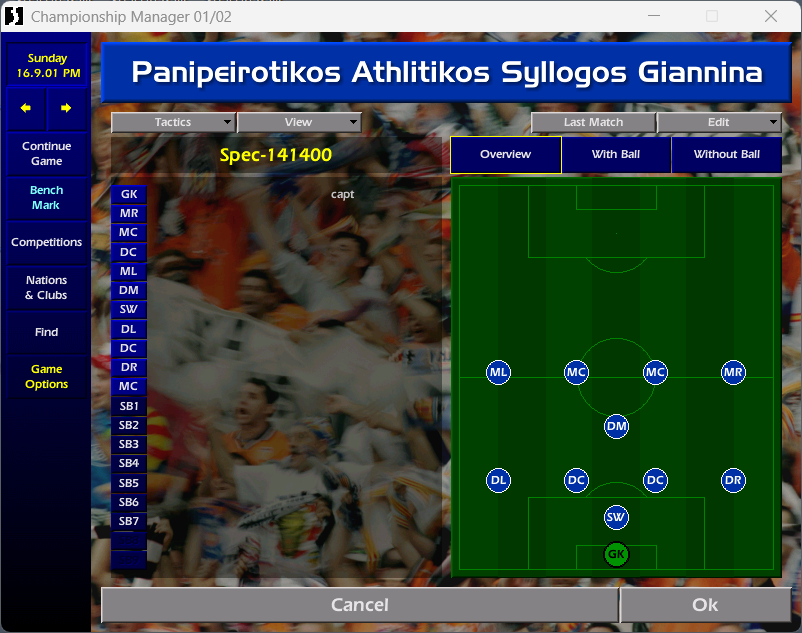 Championship Manager 01/02
Sunday
16.9.01 PM
Continue
Game
Bench
Mark
Competitions
Nations
& Clubs
Find
Game
Options
Panipeirotikos Athlitikos Syllogos Giannina
Tactics
View
Last Match
Edit
Spec-141400
Overview
With Ball
Without Ball
GK capt
MR
MC
DC
ML
DM
SW
DL
DC
DR
MC
SB1
SB2
SB3
SB4
SB5
SB6
SB7
ML MC MC MR
DM
DL DC DC DR
SW
GK
Cancel
Ok